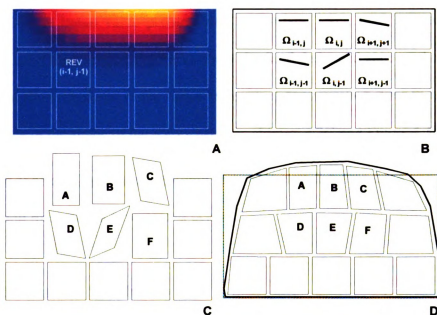 REV
(i-1, j-1)
A
Ω i-1, j
Ω i, j
Ω i+1, j+1
Ω i-1, j-1
Ω i, j-1
Ω i+1, j-1
B
A
B
C
D
E
F
C
A
B
C
D
E
F
D